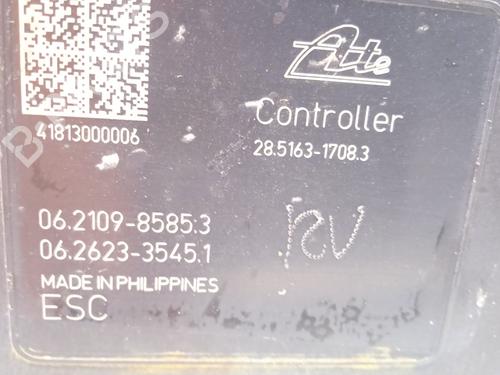 Ate
41813000006
Controller
28.5163-1708.3
06.2109-8585.3
06.2623-3545.1
MADE IN PHILIPPINES
ESC